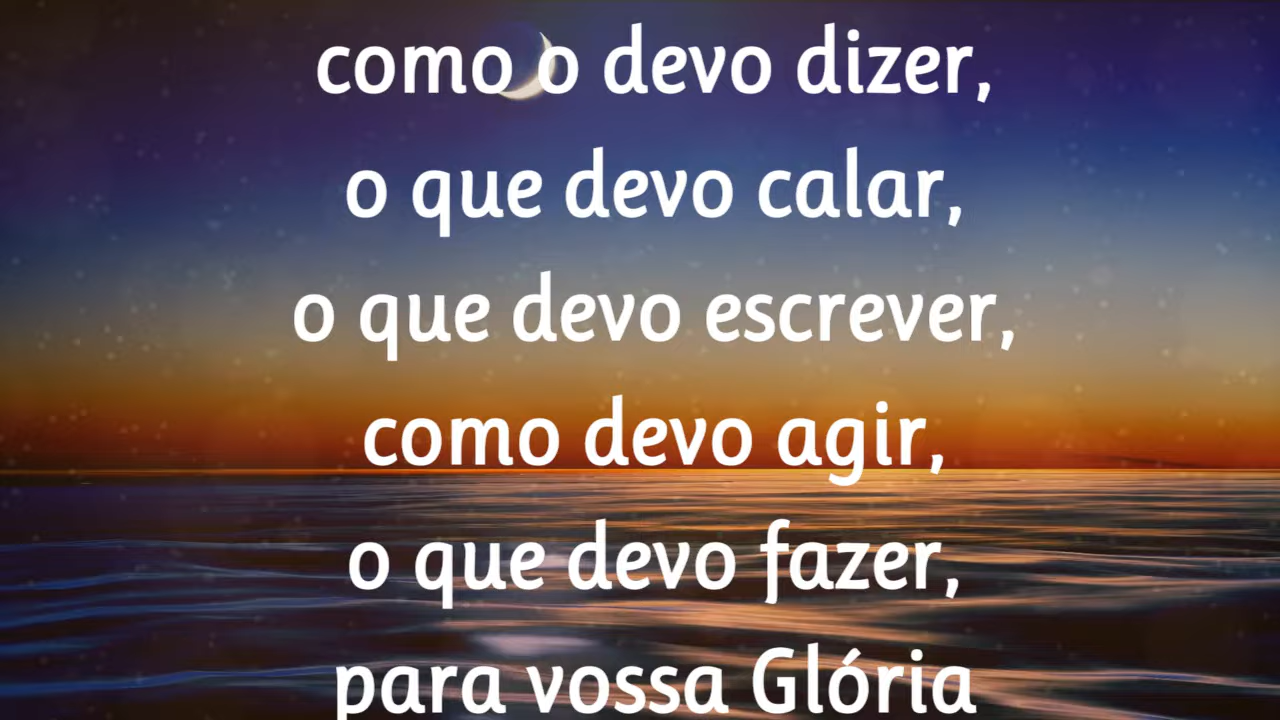 como o devo dizer,
o que devo calar,
o que devo escrever,
como devo agir,
o que devo fazer,
para vossa Glória